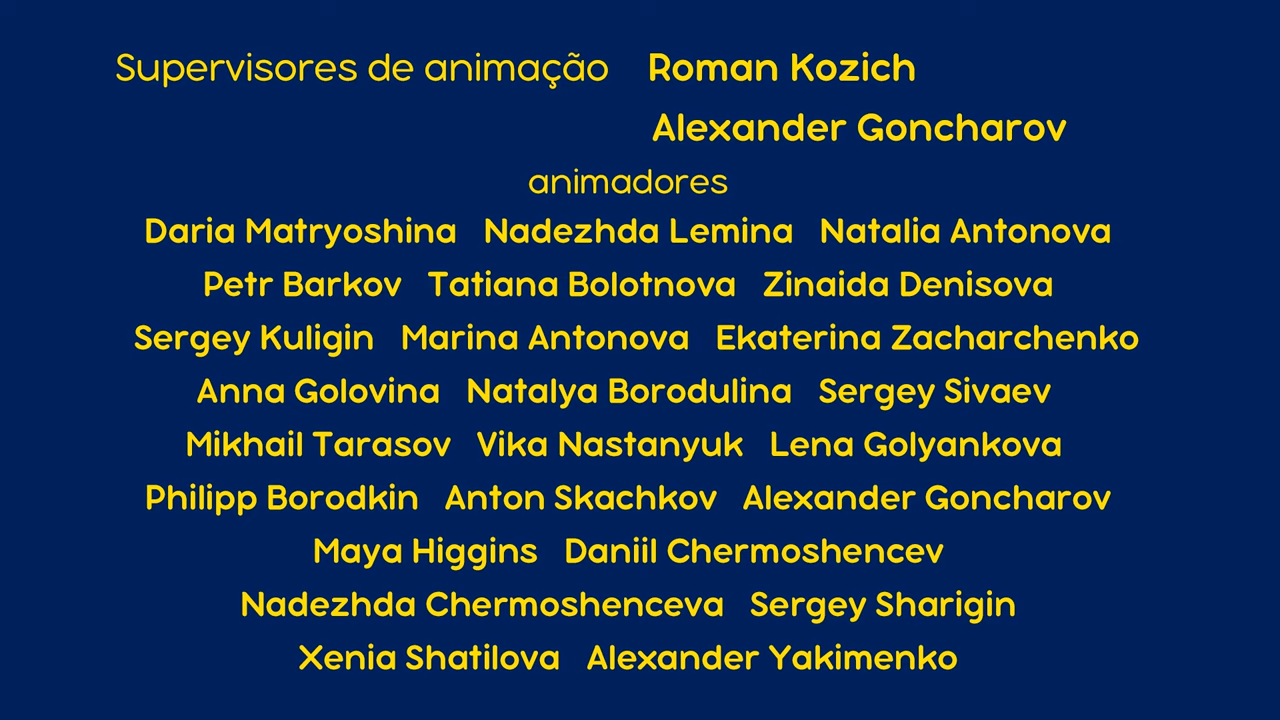 Supervisores de animação Roman Kozich
Alexander Goncharov
animadores
Daria Matryoshina Nadezhda Lemina Natalia Antonova
Petr Barkov Tatiana Bolotnova Zinaida Denisova
Sergey Kuligin Marina Antonova Ekaterina Zacharchenko
Anna Golovina Natalya Borodulina Sergey Sivaev
Mikhail Tarasov Vika Nastanyuk Lena Golyankova
Philipp Borodkin Anton Skachkov Alexander Goncharov
Maya Higgins Daniil Chermoshencev
Nadezhda Chermoshenceva Sergey Sharigin
Xenia Shatilova Alexander Yakimenko